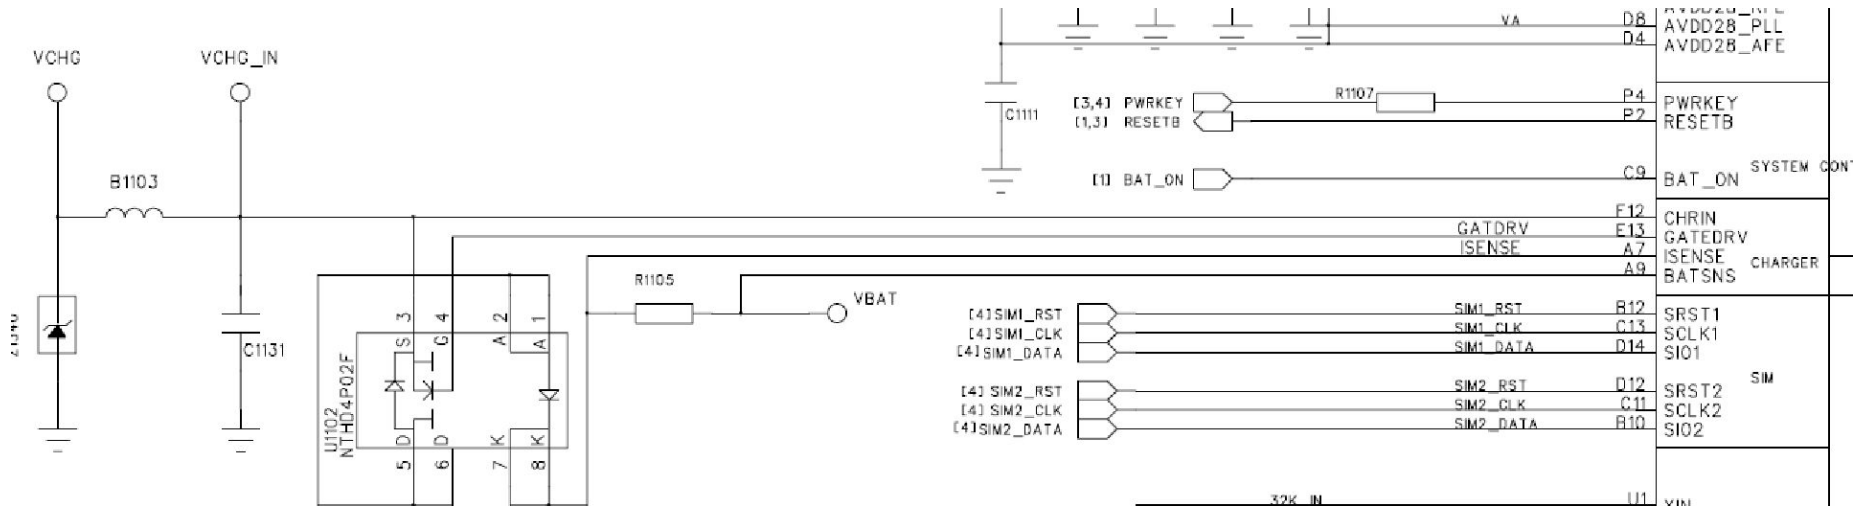 VA
D8
AVDD28_PLL
D4
AVDD28_AFE
VCHG
VCHG_IN
C1111
[3,4] PWRKEY
R1107
P4
PWRKEY
[1,3] RESETB
P2
RESETB
B1103
[1] BAT_ON
C9
BAT_ON
F12
CHRIN
GATDRV
E13
GATEDRV
ISENSE
A7
ISENSE
CHARGER
A9
BATSNS
R1105
VBAT
C1131
3
4
2
1
S
G
A
A
U1102
NTHD4P02F
D
D
K
K
5
6
7
8
[4]SIM1_RST
SIM1_RST
B12
SRST1
[4]SIM1_CLK
SIM1_CLK
C13
SCLK1
[4]SIM1_DATA
SIM1_DATA
D14
SIO1
SIM
[4]SIM2_RST
SIM2_RST
D12
SRST2
[4]SIM2_CLK
SIM2_CLK
C11
SCLK2
[4]SIM2_DATA
SIM2_DATA
B10
SIO2
32K_IN
U1
XIN
SYSTEM CONT